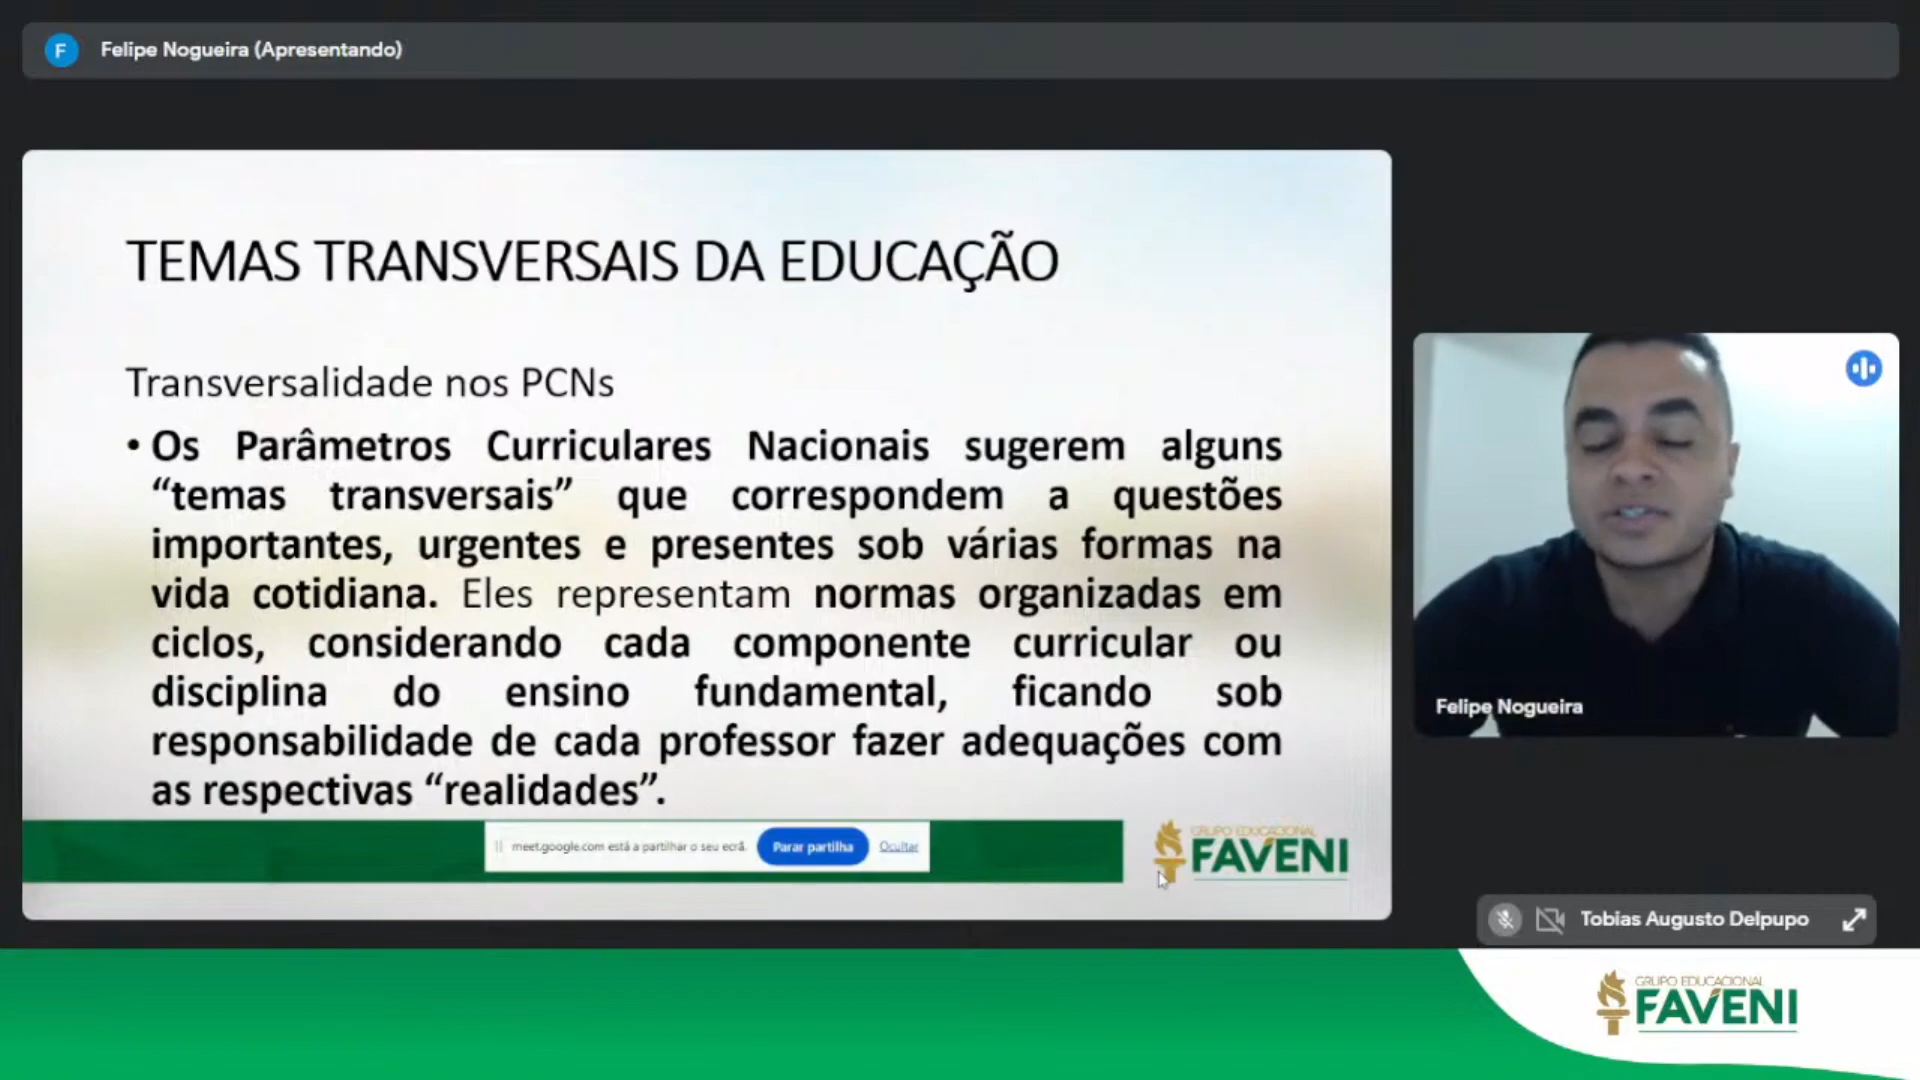 F
Felipe Nogueira (Apresentando)
TEMAS TRANSVERSAIS DA EDUCAÇÃO
Transversalidade nos PCNs
• Os Parâmetros Curriculares Nacionais sugerem alguns
“temas transversais” que correspondem a questões
importantes, urgentes e presentes sob várias formas na
vida cotidiana. Eles representam normas organizadas em
ciclos, considerando cada componente curricular ou
disciplina do ensino fundamental, ficando sob
responsabilidade de cada professor fazer adequações com
as respectivas “realidades”.
meet.google.com está a partilhar o seu ecrã.
Parar partilha
Ocultar
GRUPO EDUCACIONAL
FAVENI
Felipe Nogueira
Tobias Augusto Delpupo
GRUPO EDUCACIONAL
FAVENI